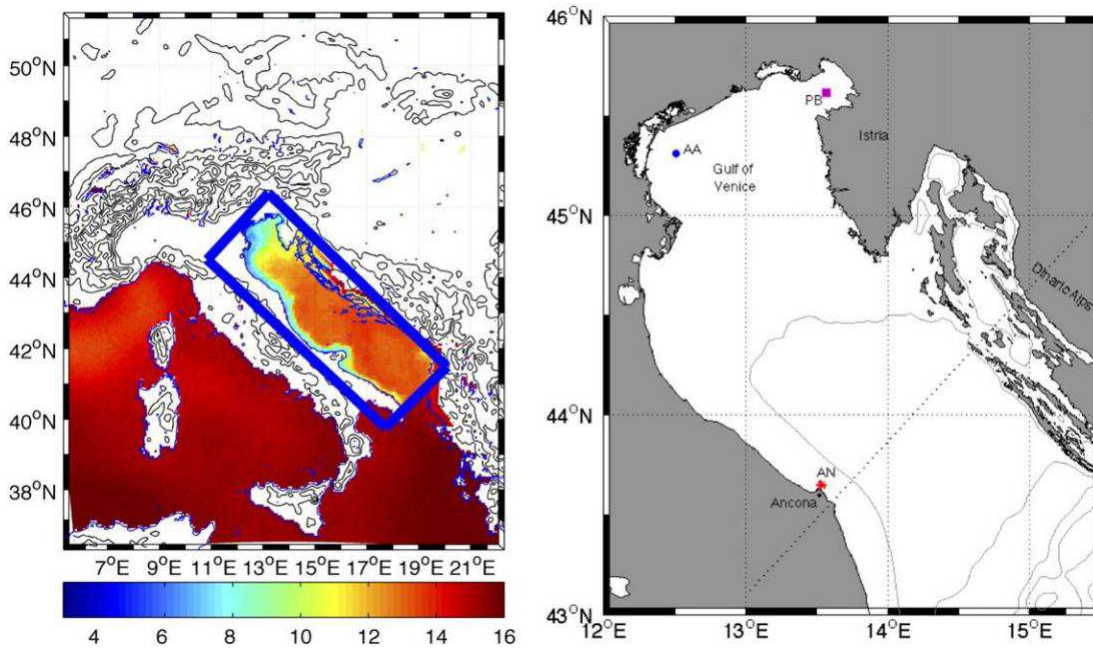 50°N
48°N
46°N
44°N
42°N
40°N
38°N
7°E 9°E 11°E 13°E 15°E 17°E 19°E 21°E
4 6 8 10 12 14 16
46°N
45°N
44°N
43°N
12°E 13°E 14°E 15°E
PB
Istria
AA
Gulf of
Venice
Dinaric Alps
AN
Ancona